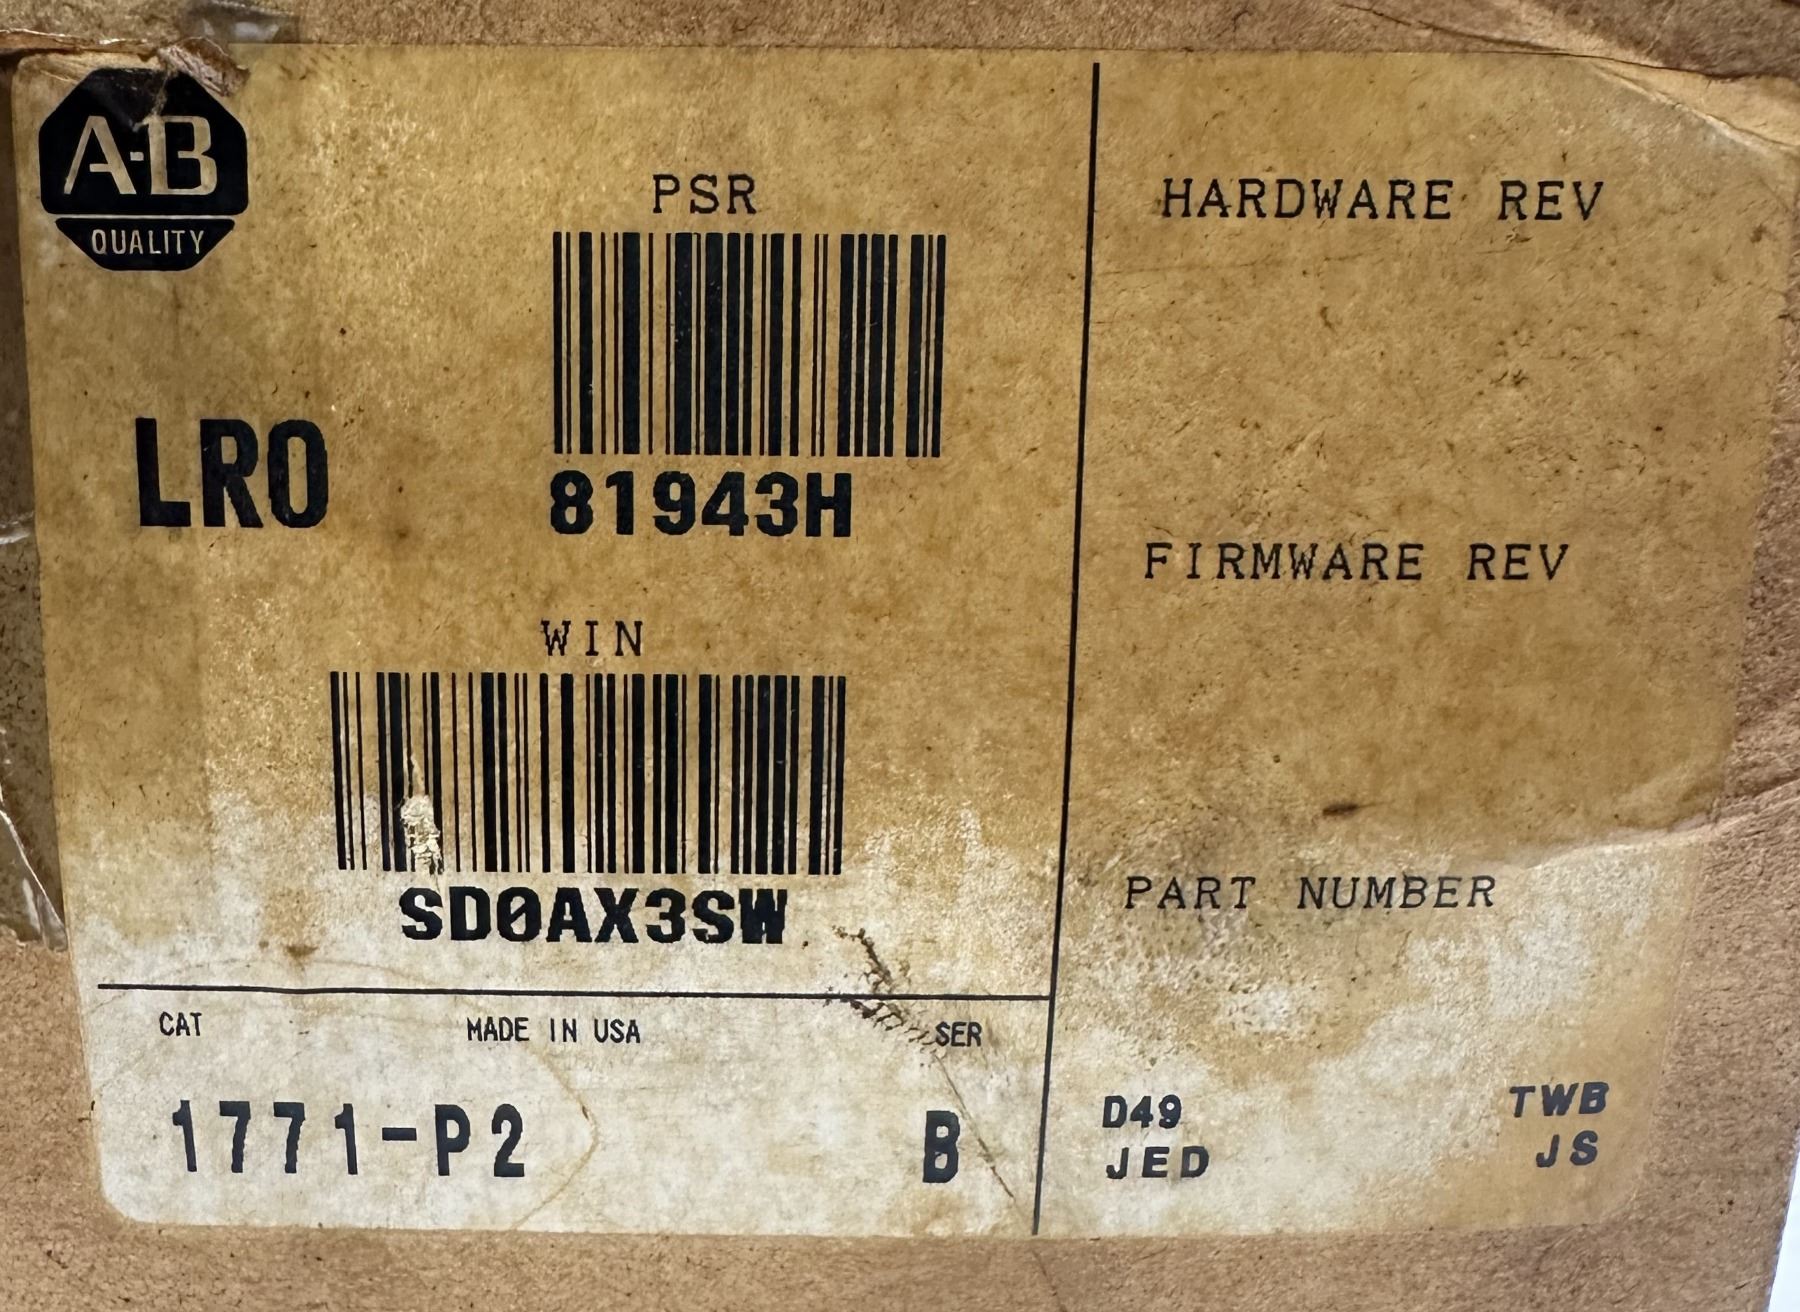 A-B
QUALITY
PSR
81943H
LR0
WIN
SD0AX3SW
CAT
MADE IN USA
SER
1771-P2
B
HARDWARE REV
FIRMWARE REV
PART NUMBER
D49
TWB
JED
JS